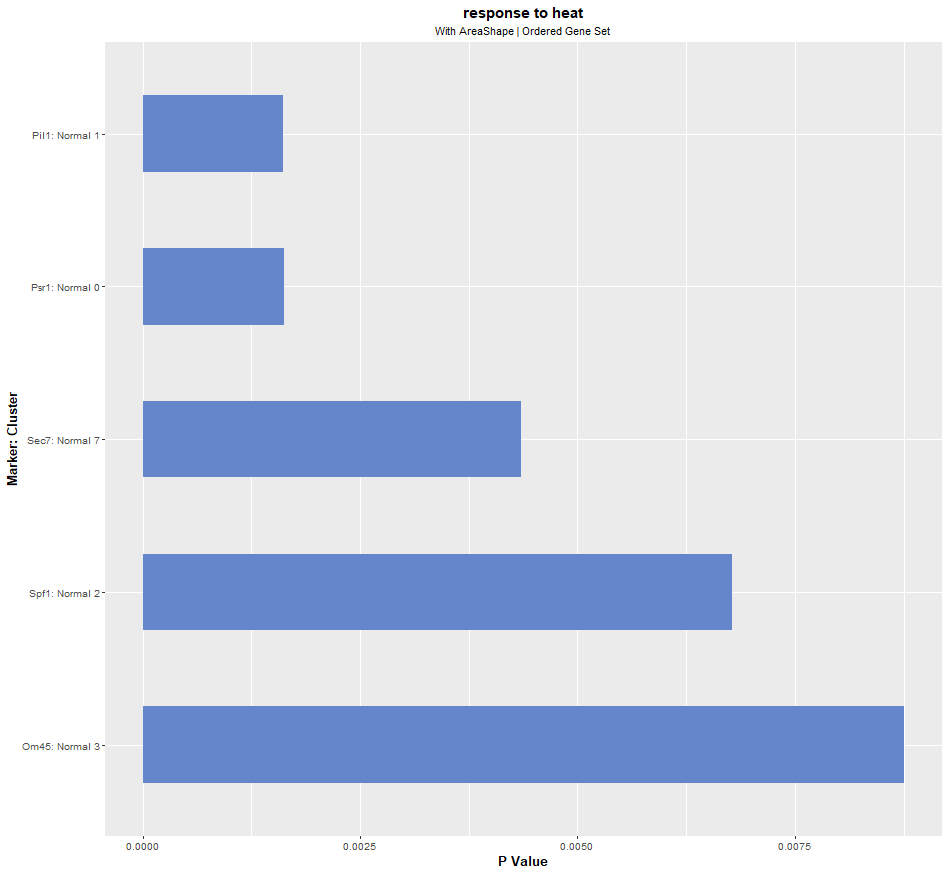 response to heat
With AreaShape | Ordered Gene Set
Marker: Cluster
Pil1: Normal 1
Psr1: Normal 0
Sec7: Normal 7
Spf1: Normal 2
Om45: Normal 3
0.0000 0.0025 0.0050 0.0075
P Value